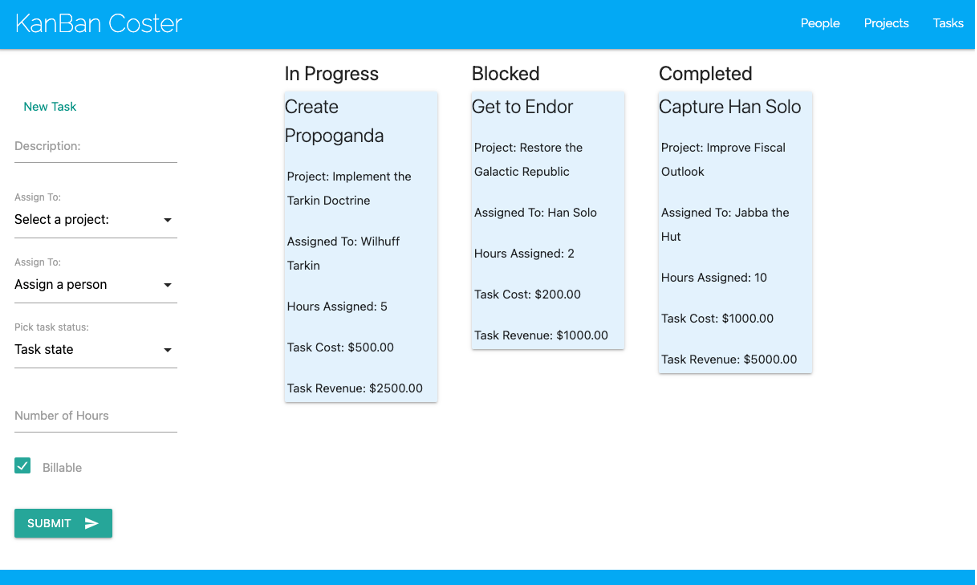 KanBan Coster
People Projects Tasks
New Task
Description:
Assign To:
Select a project:
Assign To:
Assign a person
Pick task status:
Task state
Number of Hours
Billable
SUBMIT
In Progress
Create
Propoganda
Project: Implement the
Tarkin Doctrine
Assigned To: Wilhuff
Tarkin
Hours Assigned: 5
Task Cost: $500.00
Task Revenue: $2500.00
Blocked
Get to Endor
Project: Restore the
Galactic Republic
Assigned To: Han Solo
Hours Assigned: 2
Task Cost: $200.00
Task Revenue: $1000.00
Completed
Capture Han Solo
Project: Improve Fiscal
Outlook
Assigned To: Jabba the
Hut
Hours Assigned: 10
Task Cost: $1000.00
Task Revenue: $5000.00